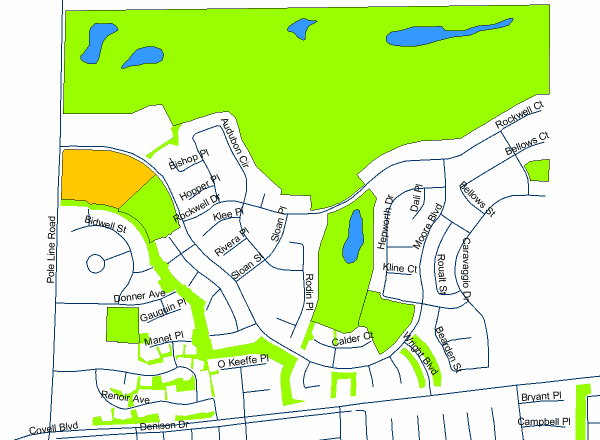 Rockwell Ct
Audubon Cir
Bellows Ct
Bishop Pl
Hopper Pl
Dali Pl
Bellows St
Rockwell Dr
Klee Pl
Sloan Pl
Hepworth Dr
Moore Blvd
Bidwell St
Rivera Pl
Pole Line Road
Sloan St
Kline Ct
Roualt St
Caravaggio Dr
Rodin Pl
Donner Ave
Gauguin Pl
Manet Pl
Calder Ct
Wright Blvd
Bearden St
O Keeffe Pl
Renoir Ave
Bryant Pl
Covell Blvd
Denison Dr
Campbell Pl